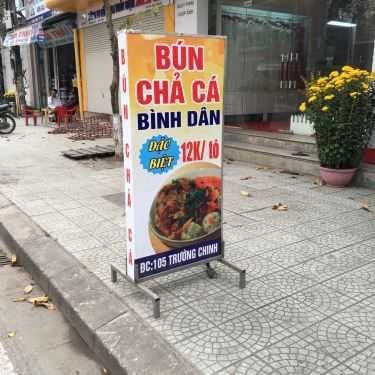 BÚN
CHẢ CÁ
BÌNH DÂN
ĐẶC
BIỆT
12K/ tô
ĐC:105 TRƯỜNG CHINH
BÚN CHẢ CÁ